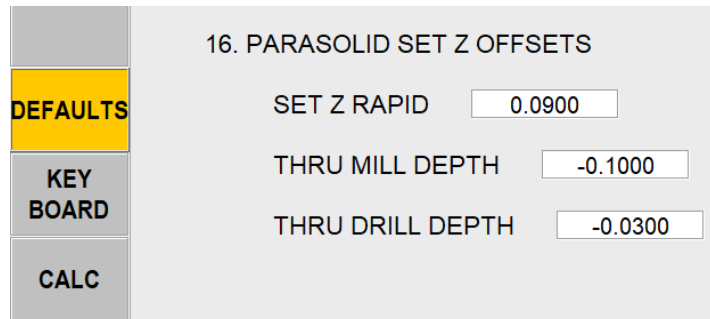 16. PARASOLID SET Z OFFSETS
DEFAULTS
SET Z RAPID 0.0900
KEY
BOARD
THRU MILL DEPTH -0.1000
THRU DRILL DEPTH -0.0300
CALC